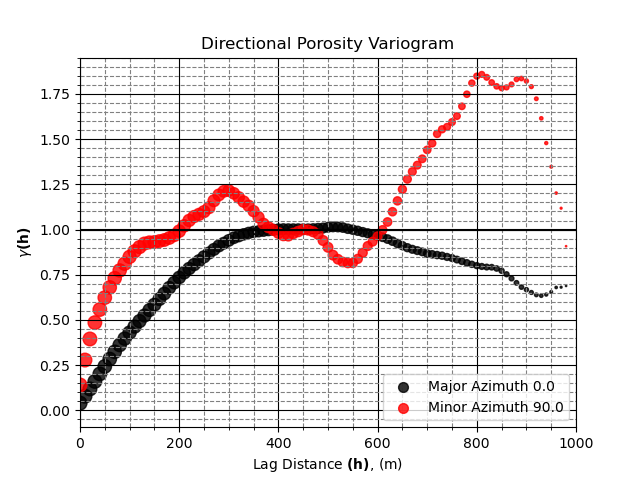 Directional Porosity Variogram
1.75
1.50
1.25
1.00
0.75
0.50
0.25
0.00
γ(h)
Major Azimuth 0.0
Minor Azimuth 90.0
0 200 400 600 800 1000
Lag Distance (h), (m)